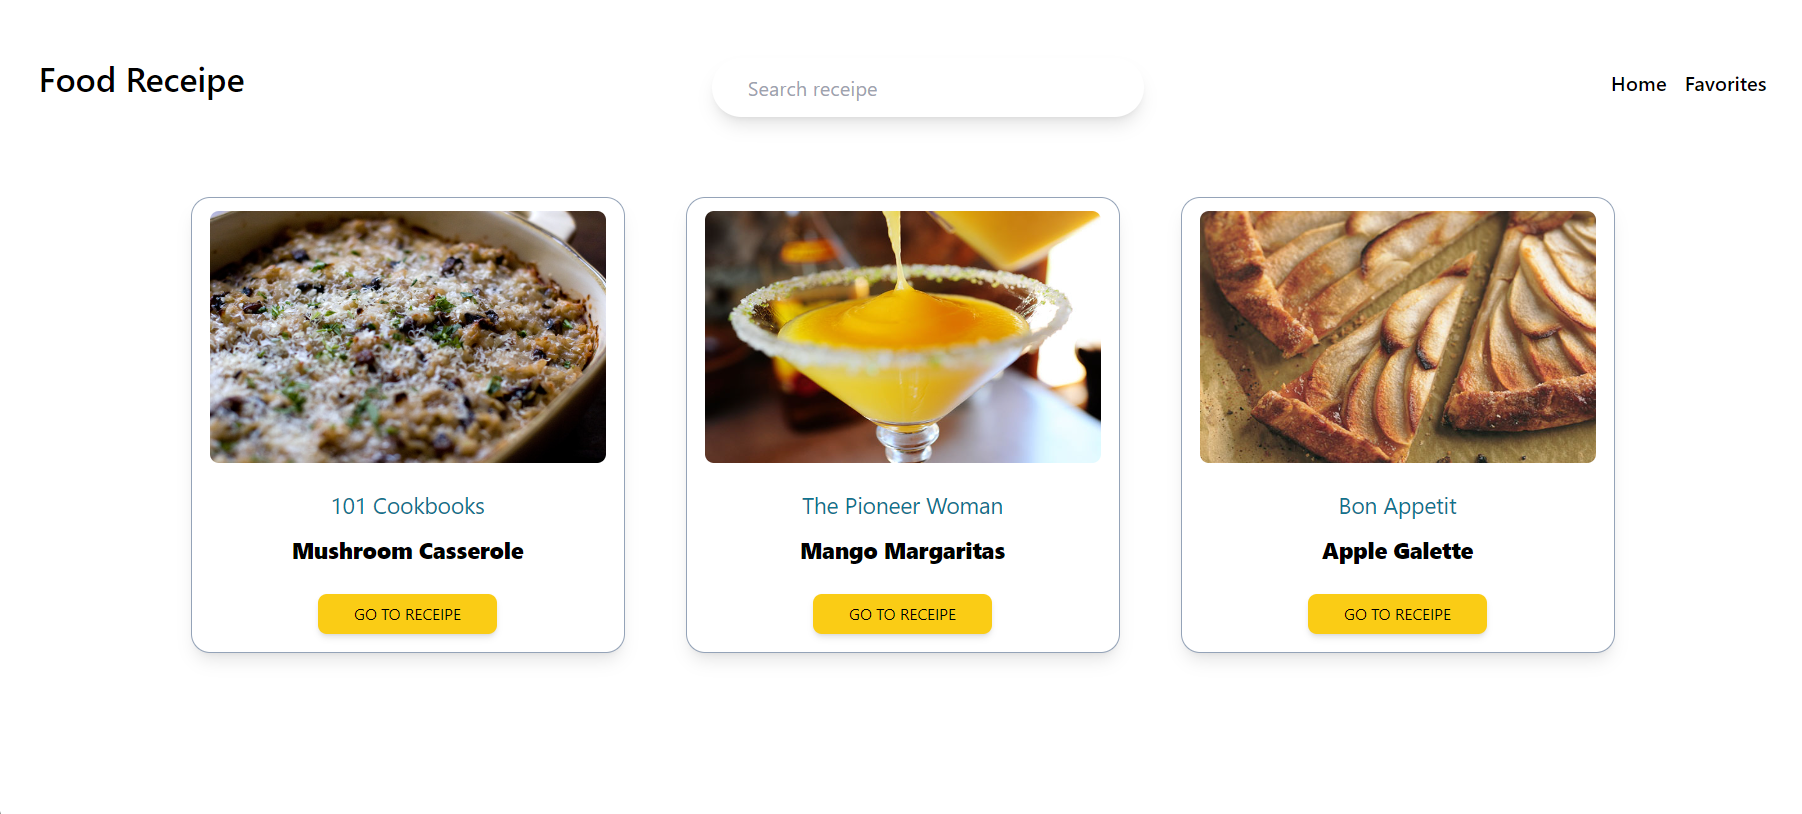 Food Receipe
Search receipe
Home Favorites
101 Cookbooks
Mushroom Casserole
GO TO RECEIPE
The Pioneer Woman
Mango Margaritas
GO TO RECEIPE
Bon Appetit
Apple Galette
GO TO RECEIPE